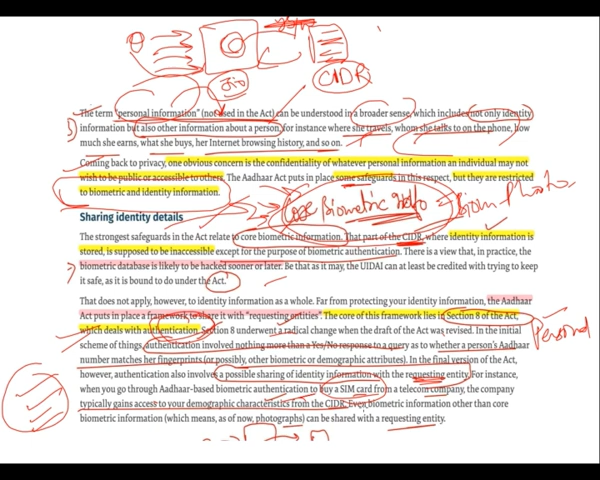 CIDR
Jio
The term "personal information" (not used in the Act) can be understood in a broader sense, which includes not only identity
information but also other information about a person, for instance where she travels, whom she talks to on the phone, how
much she earns, what she buys, her Internet browsing history, and so on.
Coming back to privacy, one obvious concern is the confidentiality of whatever personal information an individual may not
wish to be public or accessible to others. The Aadhaar Act puts in place some safeguards in this respect, but they are restricted
to biometric and identity information.
Core Biometric Info = Biom Photo
Sharing identity details
The strongest safeguards in the Act relate to core biometric information. That part of the CIDR, where identity information is
stored, is supposed to be inaccessible except for the purpose of biometric authentication. There is a view that, in practice, the
biometric database is likely to be hacked sooner or later. Be that as it may, the UIDAI can at least be credited with trying to keep
it safe, as it is bound to do under the Act.
That does not apply, however, to identity information as a whole. Far from protecting your identity information, the Aadhaar
Act puts in place a framework to share it with "requesting entities". The core of this framework lies in Section 8 of the Act,
which deals with authentication. Section 8 underwent a radical change when the draft of the Act was revised. In the initial
Personal
scheme of things, authentication involved nothing more than a Yes/No response to a query as to whether a person's Aadhar
number matches her fingerprints (or possibly, other biometric or demographic attributes). In the final version of the Act,
however, authentication also involves a possible sharing of identity information with the requesting entity. For instance,
when you go through Aadhaar-based biometric authentication to buy a SIM card from a telecom company, the company
typically gains access to your demographic characteristics from the CIDR. Even biometric information other than core
biometric information (which means, as of now, photographs) can be shared with a requesting entity.